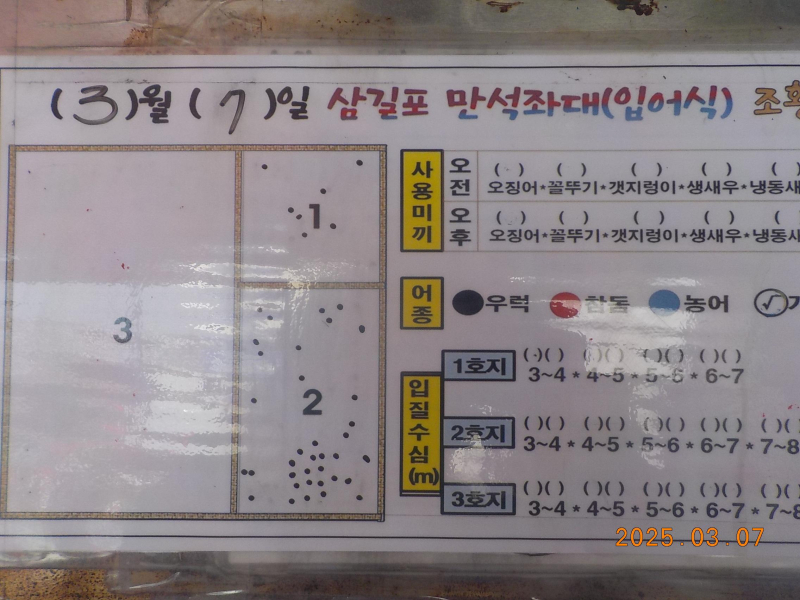 (3)월 (7)일 삼길포 만석좌대(입어식) 조황
1
2
3
사용미끼
오전
( ) ( ) ( ) ( ) ( )
오징어*꼴뚜기*갯지렁이*생새우*냉동새
오후
( ) ( ) ( ) ( ) (
오징어*꼴뚜기*갯지렁이*생새우*냉동새
어종
우럭 참돔 농어 기
입질수심(m)
1호지
(·)( ) ( )( ) ( )( ) ( )( )
3~4 * 4~5 * 5~6 * 6~7
2호지
( )( ) ( )( ) ( )( ) ( )( ) ( )(
3~4 * 4~5 * 5~6 * 6~7 * 7~8
3호지
( )( ) ( )( ) ( )( ) ( )( ) ( )(
3~4 * 4~5 * 5~6 * 6~7 * 7~8
2025.03.07